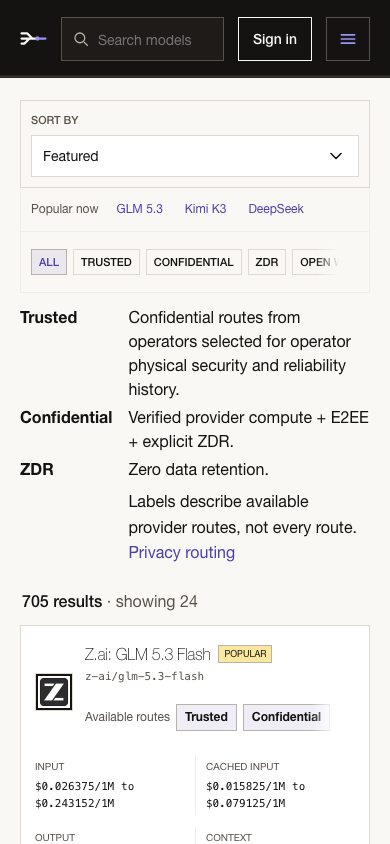 Search models
Sign in
SORT BY
Featured
Popular now GLM 5.3 Kimi K3 DeepSeek
ALL TRUSTED CONFIDENTIAL ZDR OPEN
Trusted Confidential routes from
operators selected for operator
physical security and reliability
history.
Confidential Verified provider compute + E2EE
+ explicit ZDR.
ZDR Zero data retention.
Labels describe available
provider routes, not every route.
Privacy routing
705 results · showing 24
Z
Z.ai: GLM 5.3 Flash POPULAR
z-ai/glm-5.3-flash
Available routes Trusted Confidential
INPUT CACHED INPUT
$0.026375/1M to $0.015825/1M to
$0.243152/1M $0.079125/1M
OUTPUT CONTEXT